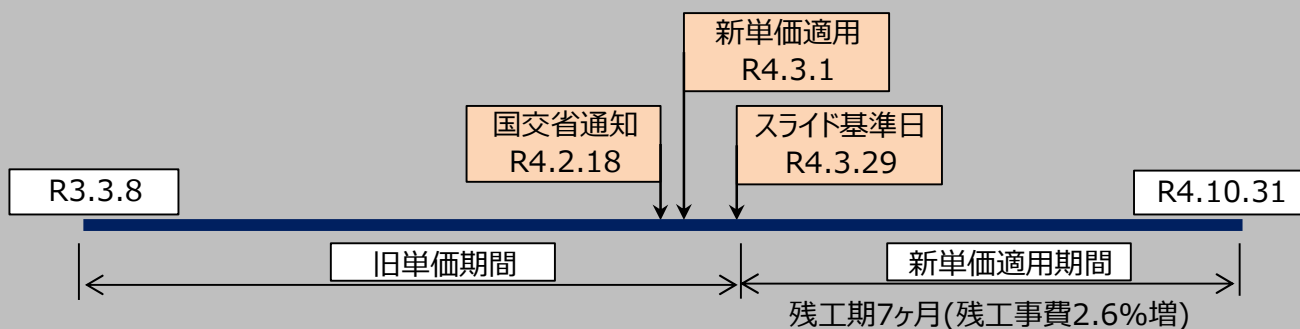 新単価適用
R4.3.1
国交省通知
R4.2.18
スライド基準日
R4.3.29
R3.3.8
R4.10.31
旧単価期間
新単価適用期間
残工期7ヶ月(残工事費2.6%増)